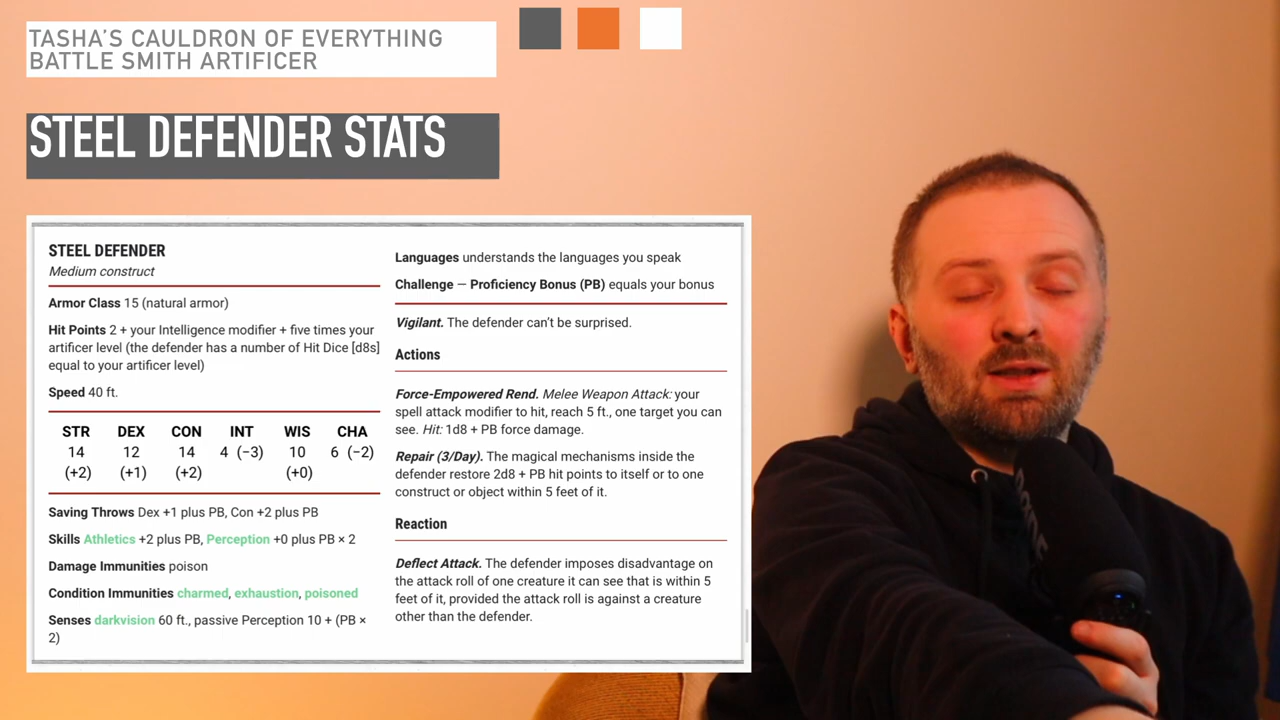 TASHA'S CAULDRON OF EVERYTHING
BATTLE SMITH ARTIFICER
STEEL DEFENDER STATS
STEEL DEFENDER
Medium construct
Armor Class 15 (natural armor)
Hit Points 2 + your Intelligence modifier + five times your
artificer level (the defender has a number of Hit Dice [d8s]
equal to your artificer level)
Speed 40 ft.
STR DEX CON INT WIS CHA
14 12 14 4 (−3) 10 6 (−2)
(+2) (+1) (+2) (+0)
Saving Throws Dex +1 plus PB, Con +2 plus PB
Skills Athletics +2 plus PB, Perception +0 plus PB × 2
Damage Immunities poison
Condition Immunities charmed, exhaustion, poisoned
Senses darkvision 60 ft., passive Perception 10 + (PB ×
2)
Languages understands the languages you speak
Challenge — Proficiency Bonus (PB) equals your bonus
Vigilant. The defender can't be surprised.
Actions
Force-Empowered Rend. Melee Weapon Attack: your
spell attack modifier to hit, reach 5 ft., one target you can
see. Hit: 1d8 + PB force damage.
Repair (3/Day). The magical mechanisms inside the
defender restore 2d8 + PB hit points to itself or to one
construct or object within 5 feet of it.
Reaction
Deflect Attack. The defender imposes disadvantage on
the attack roll of one creature it can see that is within 5
feet of it, provided the attack roll is against a creature
other than the defender.